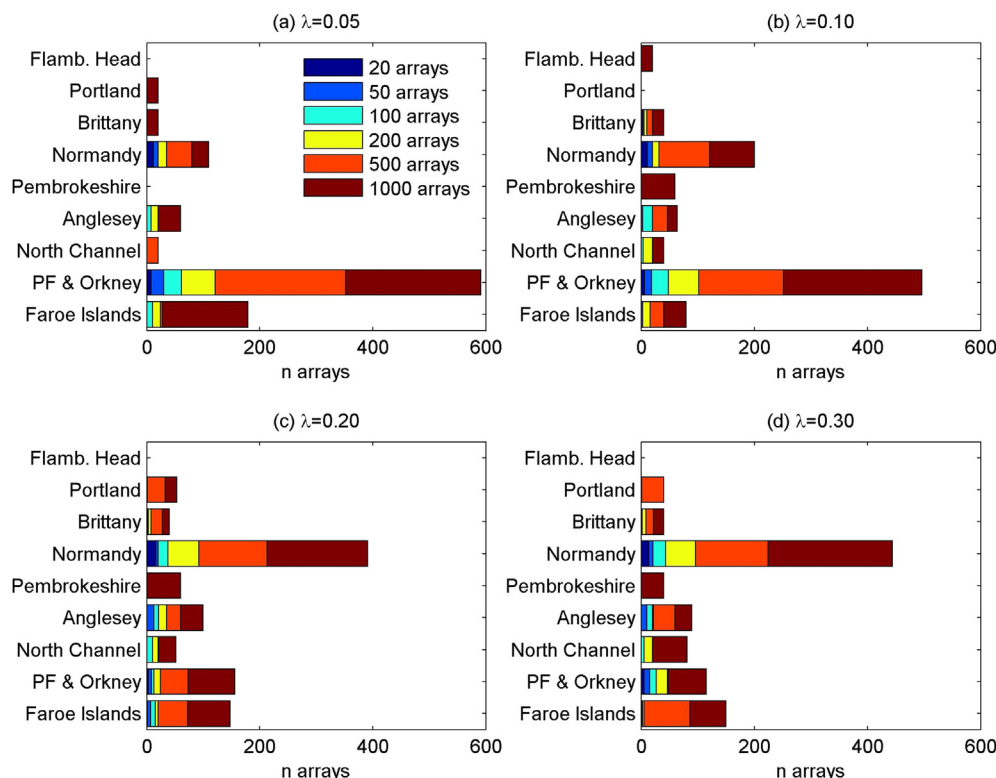 (a) λ=0.05
Flamb. Head
Portland
Brittany
Normandy
Pembrokeshire
Anglesey
North Channel
PF & Orkney
Faroe Islands
20 arrays
50 arrays
100 arrays
200 arrays
500 arrays
1000 arrays
0 200 400 600
n arrays
(b) λ=0.10
Flamb. Head
Portland
Brittany
Normandy
Pembrokeshire
Anglesey
North Channel
PF & Orkney
Faroe Islands
0 200 400 600
n arrays
(c) λ=0.20
Flamb. Head
Portland
Brittany
Normandy
Pembrokeshire
Anglesey
North Channel
PF & Orkney
Faroe Islands
0 200 400 600
n arrays
(d) λ=0.30
Flamb. Head
Portland
Brittany
Normandy
Pembrokeshire
Anglesey
North Channel
PF & Orkney
Faroe Islands
0 200 400 600
n arrays